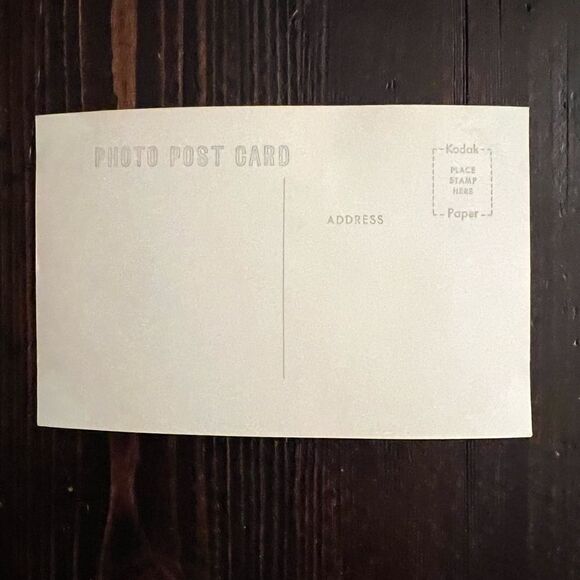 PHOTO POST CARD
Kodak
PLACE
STAMP
HERE
Paper
ADDRESS